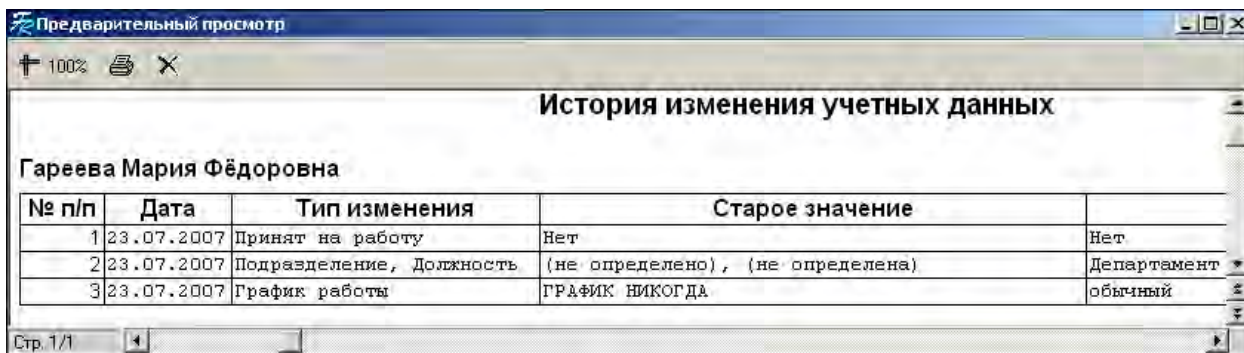 Предварительный просмотр
100%
История изменения учетных данных
Гареева Мария Фёдоровна
№ п/п Дата Тип изменения Старое значение
1 23.07.2007 Принят на работу Нет Нет
2 23.07.2007 Подразделение, Должность (не определено), (не определена) Департамент
3 23.07.2007 График работы ГРАФИК НИКОГДА обычный
Стр. 1/1